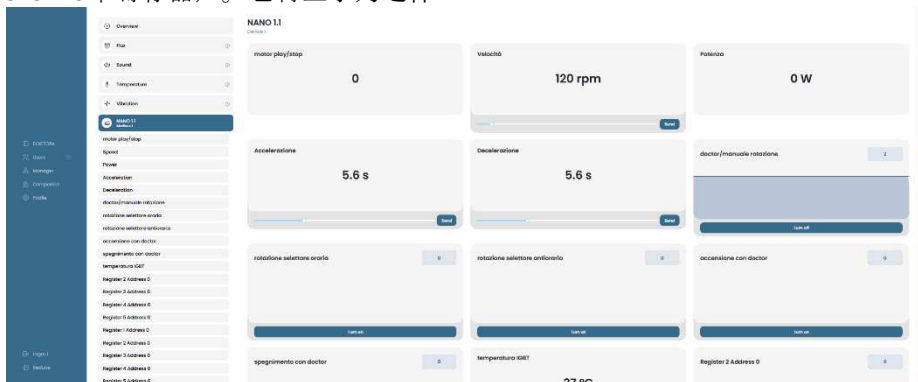 NANO 1.1
Device 1
Overview
Flux
Sound
Temperature
Vibration
NANO 1.1
motor play/stop
Speed
Power
Acceleration
Deceleration
doctor/manuale rotazione
rotazione selettore oraria
rotazione selettore antioraria
accensione con doctor
spegnimento con doctor
temperatura IGBT
Register 2 Address 0
Register 3 Address 0
Register 4 Address 0
Register 5 Address 0
Register 1 Address 0
Register 2 Address 0
Register 3 Address 0
Register 4 Address 0
Register 5 Address 0
DOCTOR4
Users
Manager
Companies
Profile
Reduce
motor play/stop
0
Velocità
120 rpm
Send
Potenza
0 W
Accelerazione
5.6 s
Send
Decelerazione
5.6 s
Send
doctor/manuale rotazione
Turn off
rotazione selettore oraria
0
Turn on
rotazione selettore antioraria
0
Turn on
accensione con doctor
0
Turn on
spegnimento con doctor
0
temperatura IGBT
27 °C
Register 2 Address 0
0